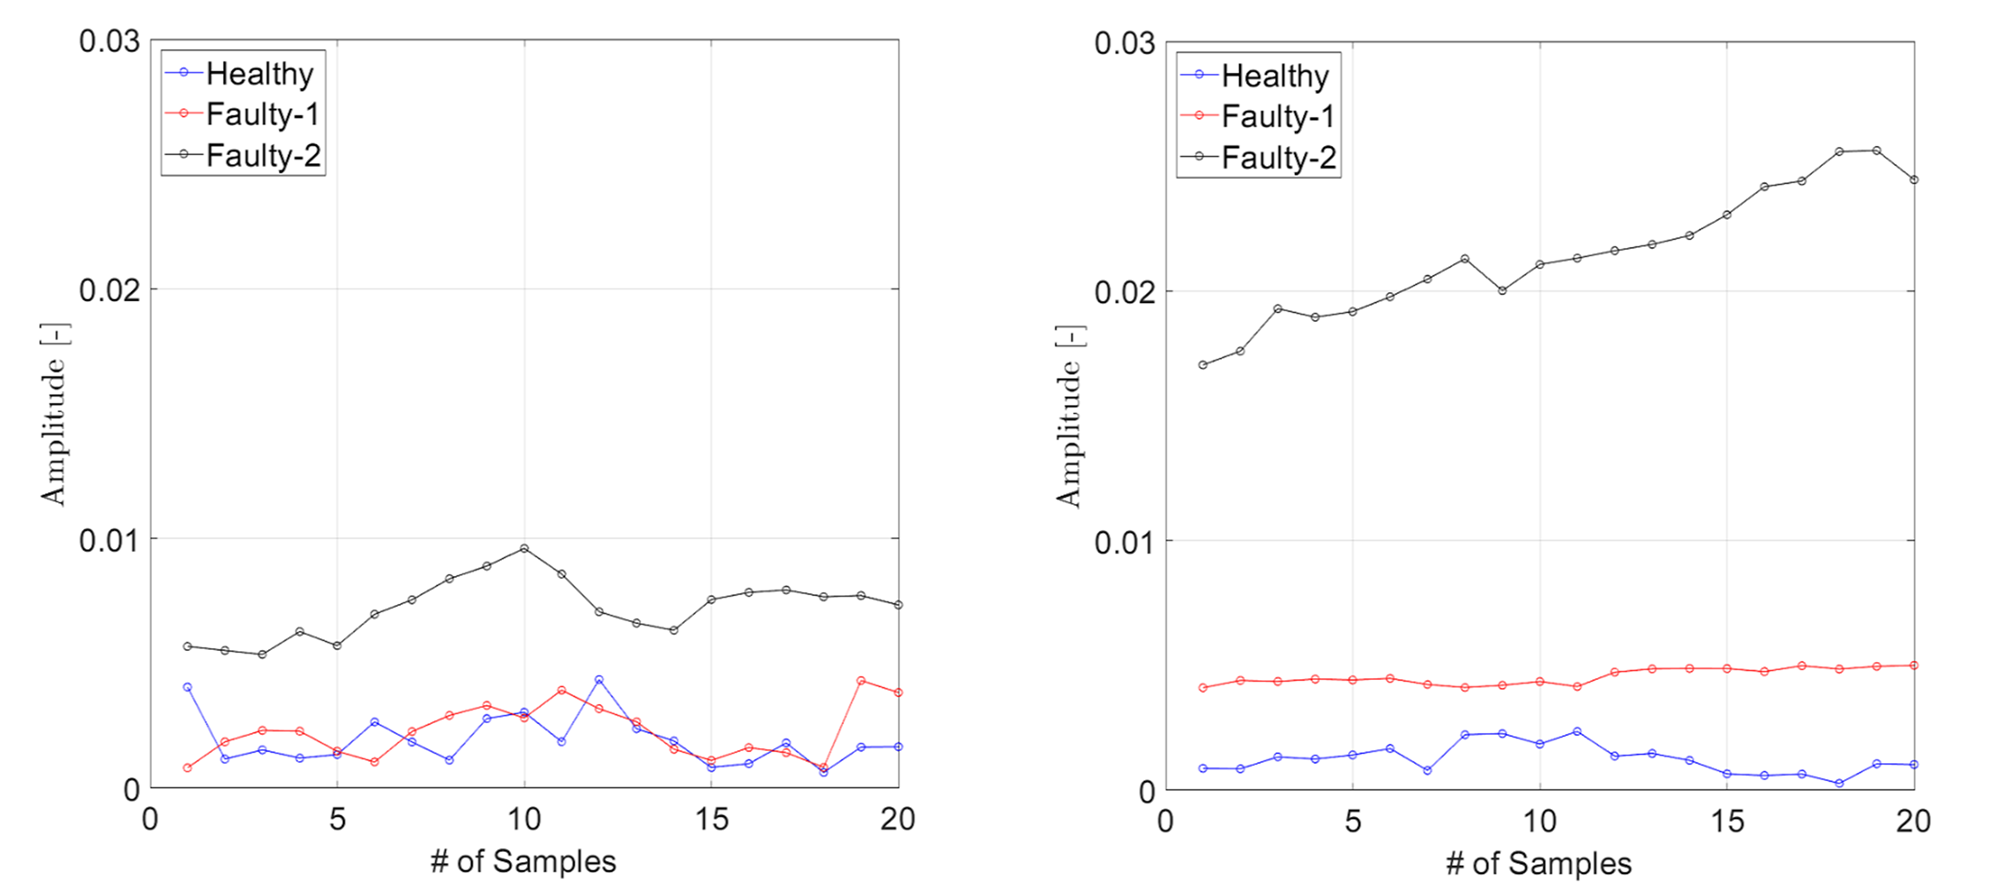 0.03
0.02
0.01
0
Amplitude [-]
Healthy
Faulty-1
Faulty-2
0 5 10 15 20
# of Samples
0.03
0.02
0.01
0
Amplitude [-]
Healthy
Faulty-1
Faulty-2
0 5 10 15 20
# of Samples